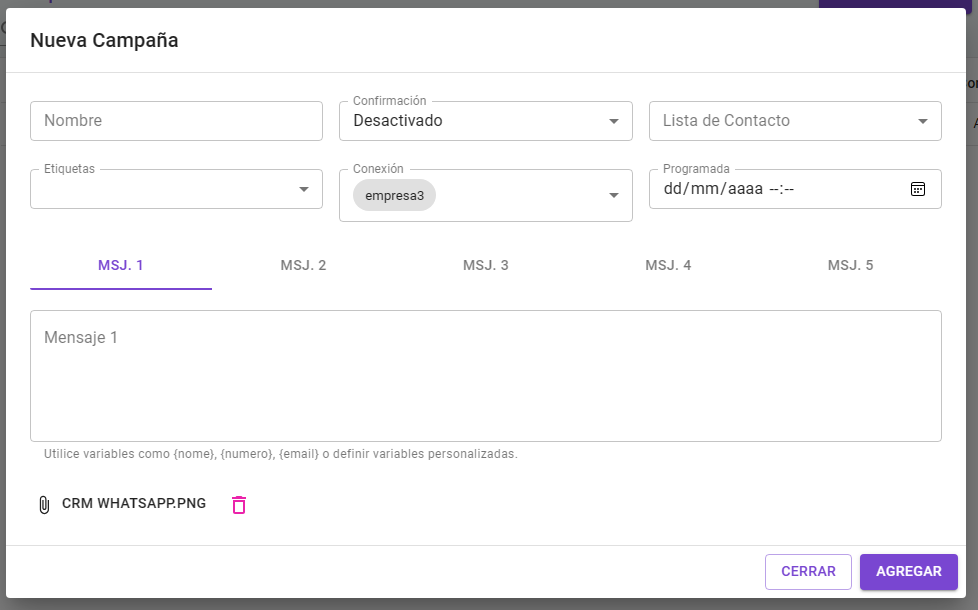 Nueva Campaña
Nombre
Confirmación
Desactivado
Lista de Contacto
Etiquetas
Conexión
empresa3
Programada
dd/mm/aaaa --:--
MSJ. 1
MSJ. 2
MSJ. 3
MSJ. 4
MSJ. 5
Mensaje 1
Utilice variables como {nome}, {numero}, {email} o definir variables personalizadas.
CRM WHATSAPP.PNG
CERRAR
AGREGAR